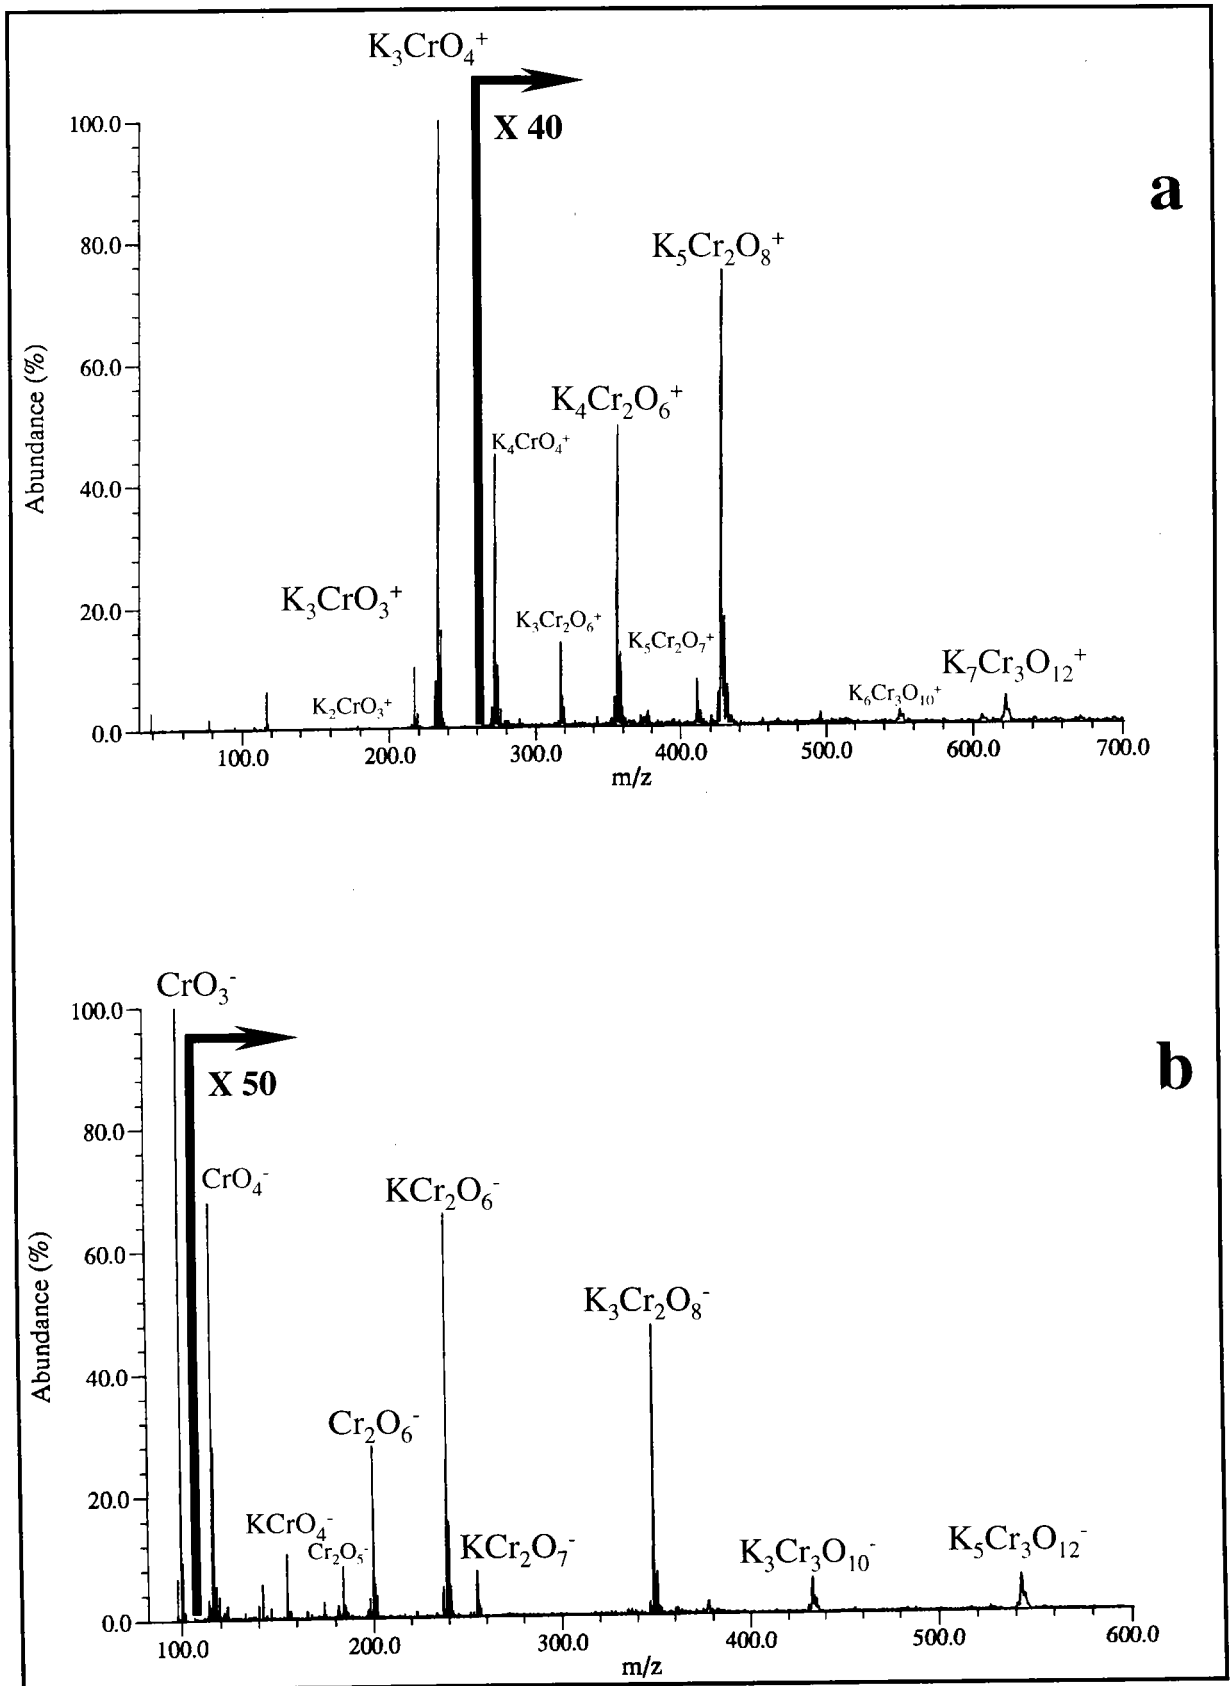 K₃CrO₄⁺
X 40
a
100.0
80.0
60.0
40.0
20.0
0.0
Abundance (%)
K₅Cr₂O₈⁺
K₄Cr₂O₆⁺
K₄CrO₄⁺
K₃CrO₃⁺
K₃Cr₂O₆⁺
K₅Cr₂O₇⁺
K₂CrO₃⁺
K₆Cr₃O₁₀⁺
K₇Cr₃O₁₂⁺
100.0 200.0 300.0 400.0 500.0 600.0 700.0
m/z
CrO₃⁻
X 50
b
100.0
80.0
60.0
40.0
20.0
0.0
Abundance (%)
CrO₄⁻
KCr₂O₆⁻
K₃Cr₂O₈⁻
Cr₂O₆⁻
KCrO₄⁻
Cr₂O₅⁻
KCr₂O₇⁻
K₃Cr₃O₁₀⁻
K₅Cr₃O₁₂⁻
100.0 200.0 300.0 400.0 500.0 600.0
m/z